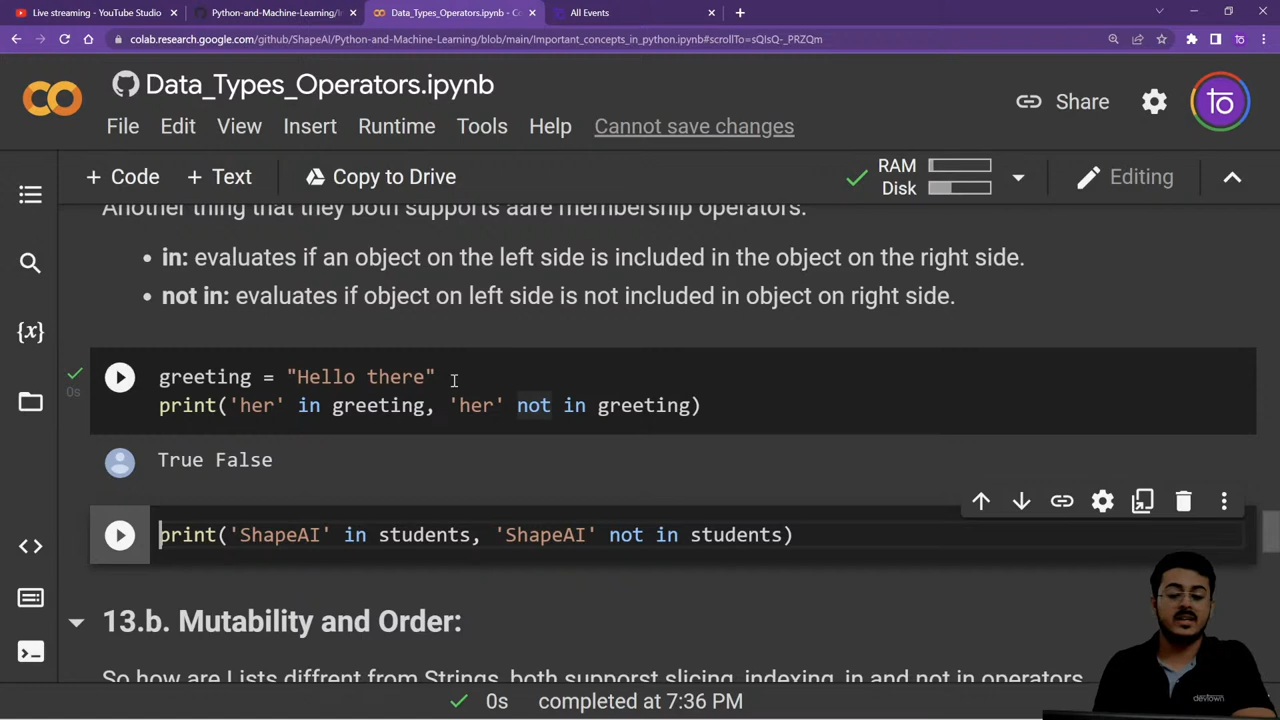 Live streaming - YouTube Studio
Python-and-Machine-Learning/I
Data_Types_Operators.ipynb - Co
All Events
colab.research.google.com/github/ShapeAI/Python-and-Machine-Learning/blob/main/Important_concepts_in_python.ipynb#scrollTo=sQIsQ-_PRZQm
Data_Types_Operators.ipynb
Share
File Edit View Insert Runtime Tools Help Cannot save changes
+ Code + Text Copy to Drive
RAM
Disk
Editing
Another thing that they both supports aare membership operators.
• in: evaluates if an object on the left side is included in the object on the right side.
• not in: evaluates if object on left side is not included in object on right side.
0s
greeting = "Hello there"
print('her' in greeting, 'her' not in greeting)
True False
print('ShapeAI' in students, 'ShapeAI' not in students)
13.b. Mutability and Order:
So how are Lists diffrent from Strings, both supporst slicing, indexing, in and not in operators
0s completed at 7:36 PM
devtown